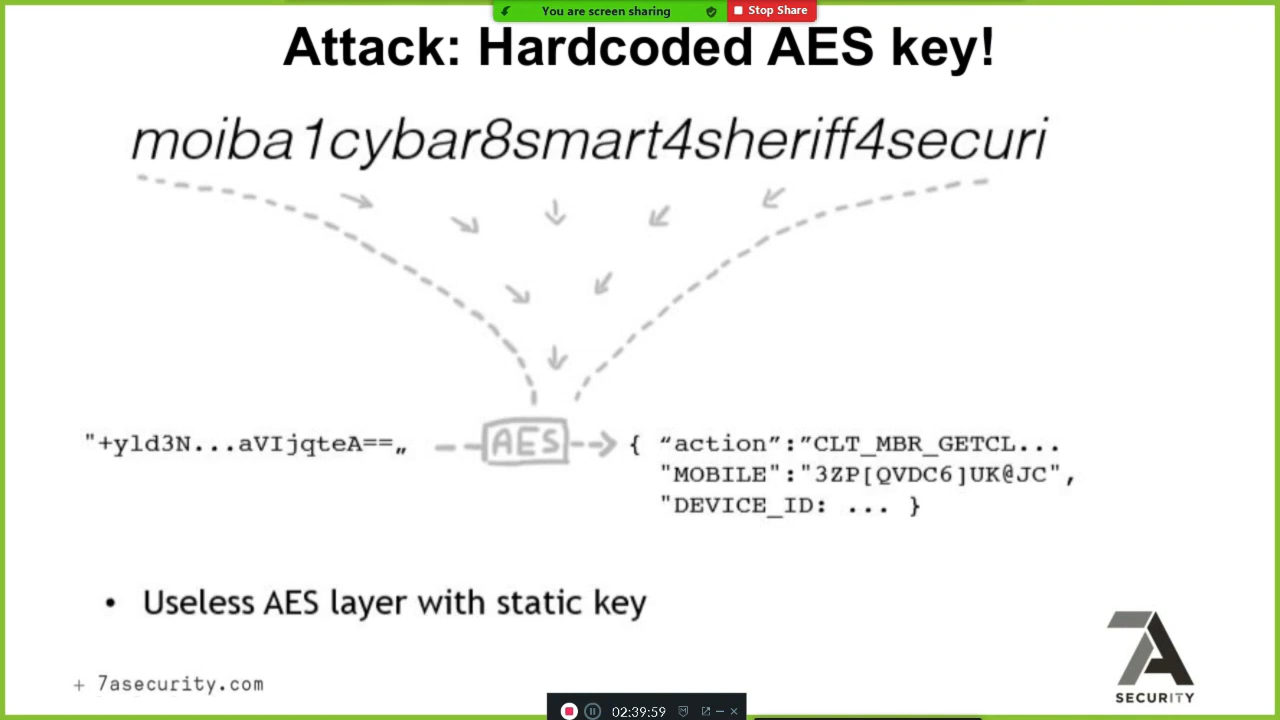 You are screen sharing
Stop Share
Attack: Hardcoded AES key!
moiba1cybar8smart4sheriff4securi
"+yld3N...aVIjqteA==„
AES
{ “action”:”CLT_MBR_GETCL...
"MOBILE":"3ZP[QVDC6]UK@JC",
"DEVICE_ID: ... }
• Useless AES layer with static key
+ 7asecurity.com
7A
SECURITY
02:39:59